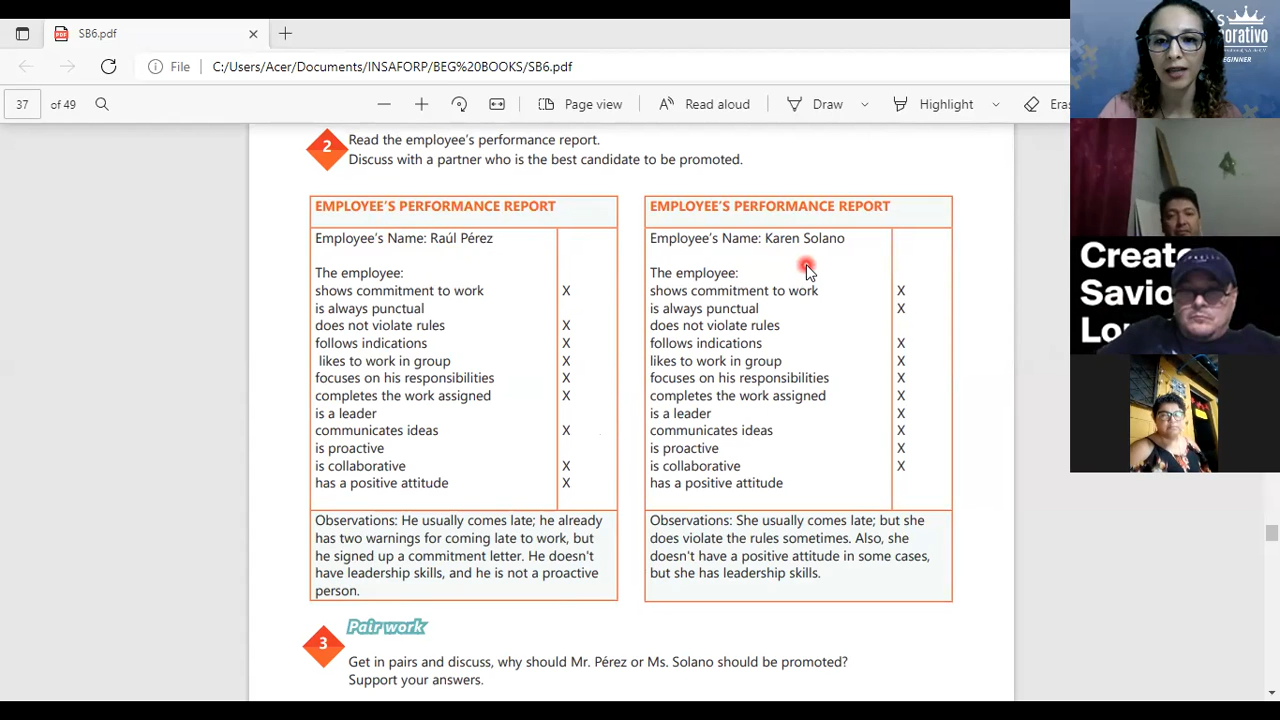 SB6.pdf
File
C:/Users/Acer/Documents/INSAFORP/BEG%20BOOKS/SB6.pdf
37 of 49
Page view
Read aloud
Draw
Highlight
2
Read the employee's performance report.
Discuss with a partner who is the best candidate to be promoted.
EMPLOYEE'S PERFORMANCE REPORT
Employee's Name: Raúl Pérez
The employee:
shows commitment to work X
is always punctual
does not violate rules X
follows indications X
likes to work in group X
focuses on his responsibilities X
completes the work assigned X
is a leader
communicates ideas X
is proactive
is collaborative X
has a positive attitude X
Observations: He usually comes late; he already
has two warnings for coming late to work, but
he signed up a commitment letter. He doesn't
have leadership skills, and he is not a proactive
person.
EMPLOYEE'S PERFORMANCE REPORT
Employee's Name: Karen Solano
The employee:
shows commitment to work X
is always punctual X
does not violate rules
follows indications X
likes to work in group X
focuses on his responsibilities X
completes the work assigned X
is a leader X
communicates ideas X
is proactive X
is collaborative X
has a positive attitude
Observations: She usually comes late; but she
does violate the rules sometimes. Also, she
doesn't have a positive attitude in some cases,
but she has leadership skills.
3
Pair work
Get in pairs and discuss, why should Mr. Pérez or Ms. Solano should be promoted?
Support your answers.
Create
Savio
Lo